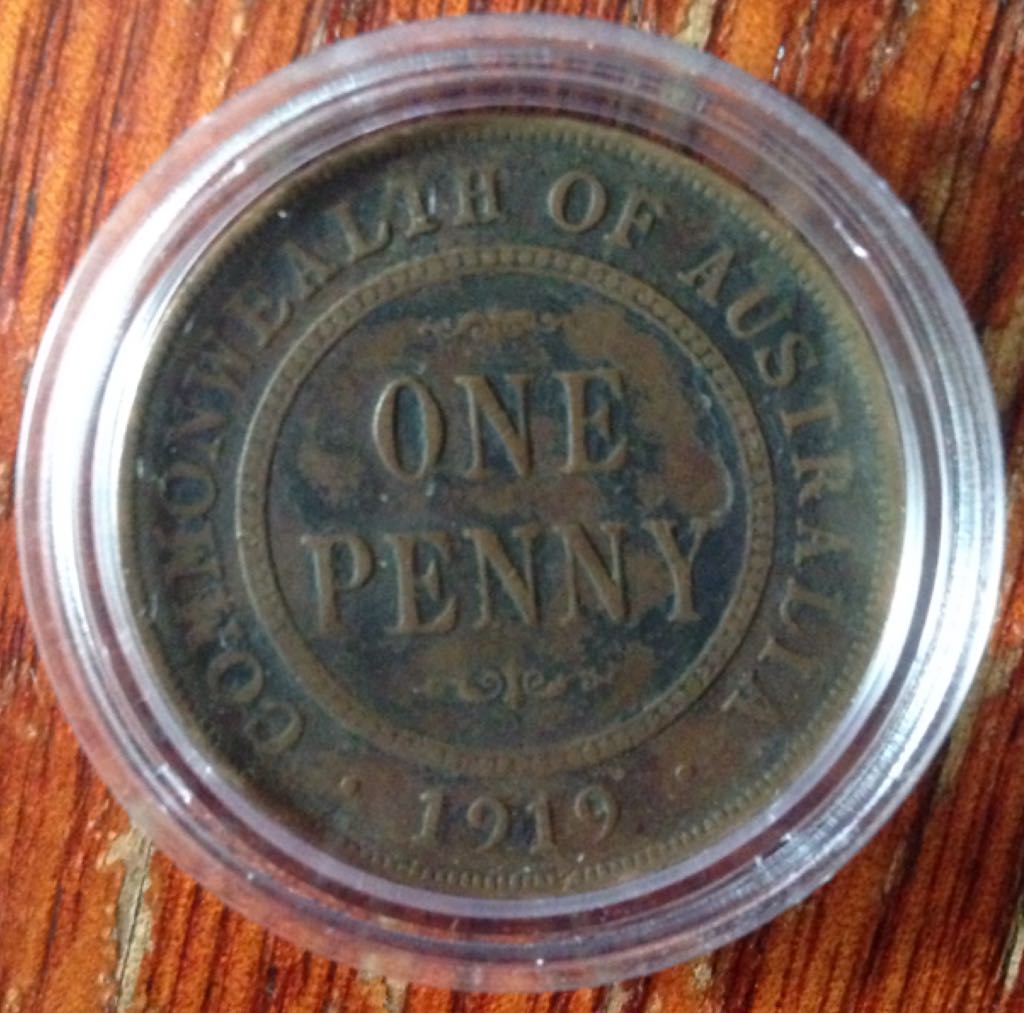 COMMONWEALTH OF AUSTRALIA
ONE
PENNY
· 1919 ·